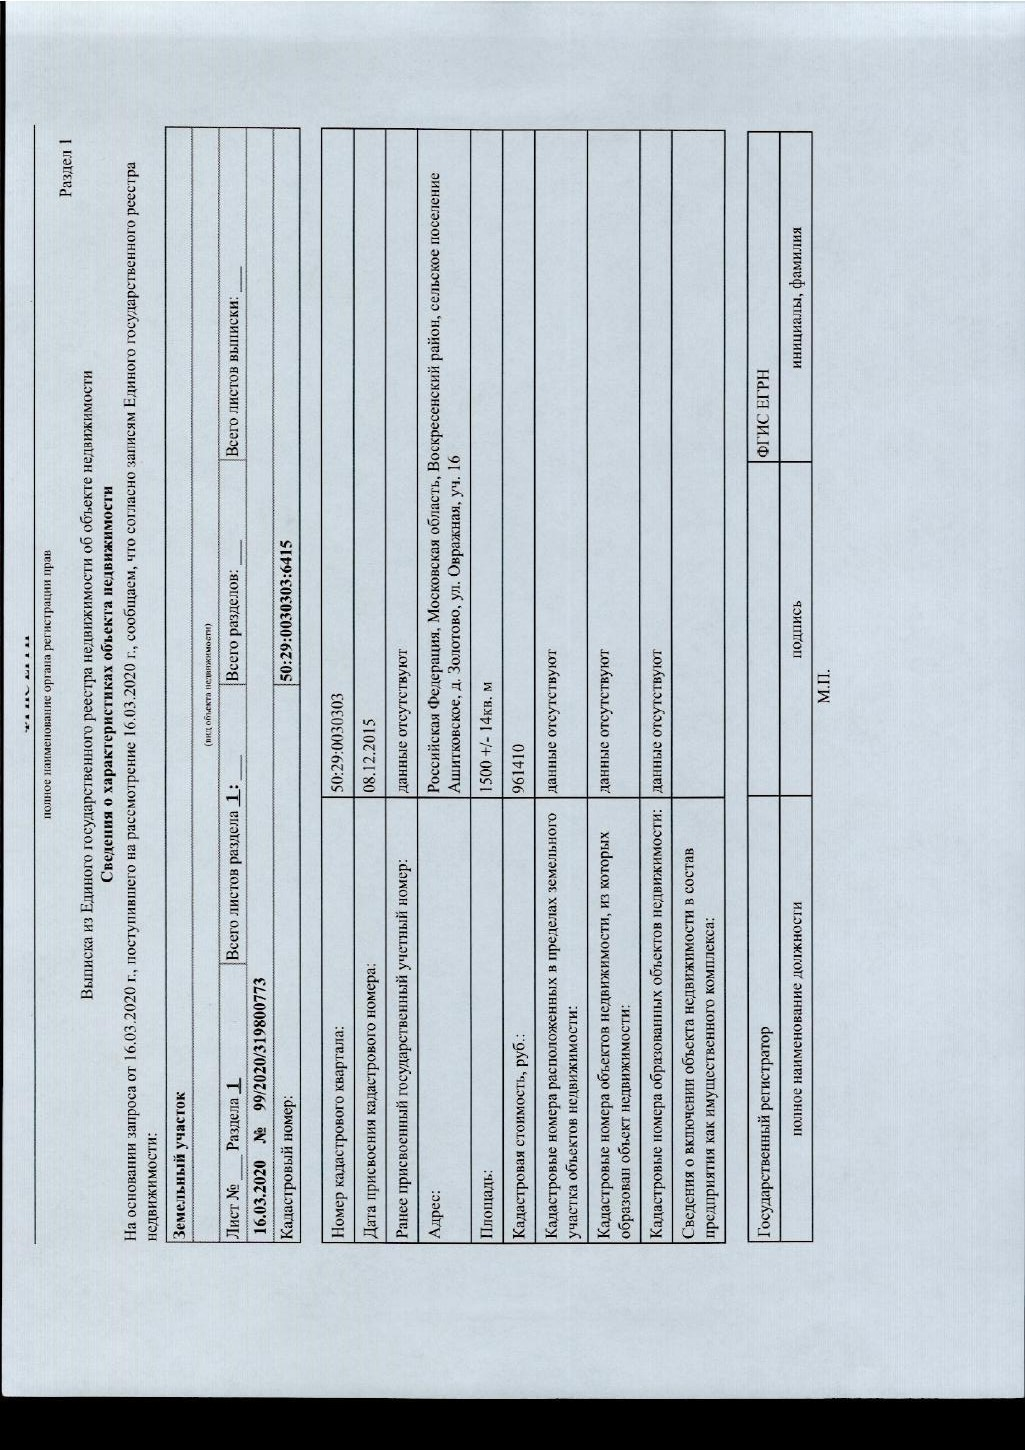 полное наименование органа регистрации прав
Раздел 1
Выписка из Единого государственного реестра недвижимости об объекте недвижимости
Сведения о характеристиках объекта недвижимости
На основании запроса от 16.03.2020 г., поступившего на рассмотрение 16.03.2020 г., сообщаем, что согласно записям Единого государственного реестра
недвижимости:
Земельный участок
(вид объекта недвижимости)
Лист № ___ Раздела 1 Всего листов раздела 1 : ___ Всего разделов: ___ Всего листов выписки: ___
16.03.2020 № 99/2020/319800773
Кадастровый номер: 50:29:0030303:6415
Номер кадастрового квартала: 50:29:0030303
Дата присвоения кадастрового номера: 08.12.2015
Ранее присвоенный государственный учетный номер: данные отсутствуют
Адрес: Российская Федерация, Московская область, Воскресенский район, сельское поселение
Ашитковское, д. Золотово, ул. Овражная, уч. 16
Площадь: 1500 +/- 14кв. м
Кадастровая стоимость, руб.: 961410
Кадастровые номера расположенных в пределах земельного
участка объектов недвижимости: данные отсутствуют
Кадастровые номера объектов недвижимости, из которых
образован объект недвижимости: данные отсутствуют
Кадастровые номера образованных объектов недвижимости: данные отсутствуют
Сведения о включении объекта недвижимости в состав
предприятия как имущественного комплекса:
Государственный регистратор ФГИС ЕГРН
полное наименование должности подпись инициалы, фамилия
М.П.